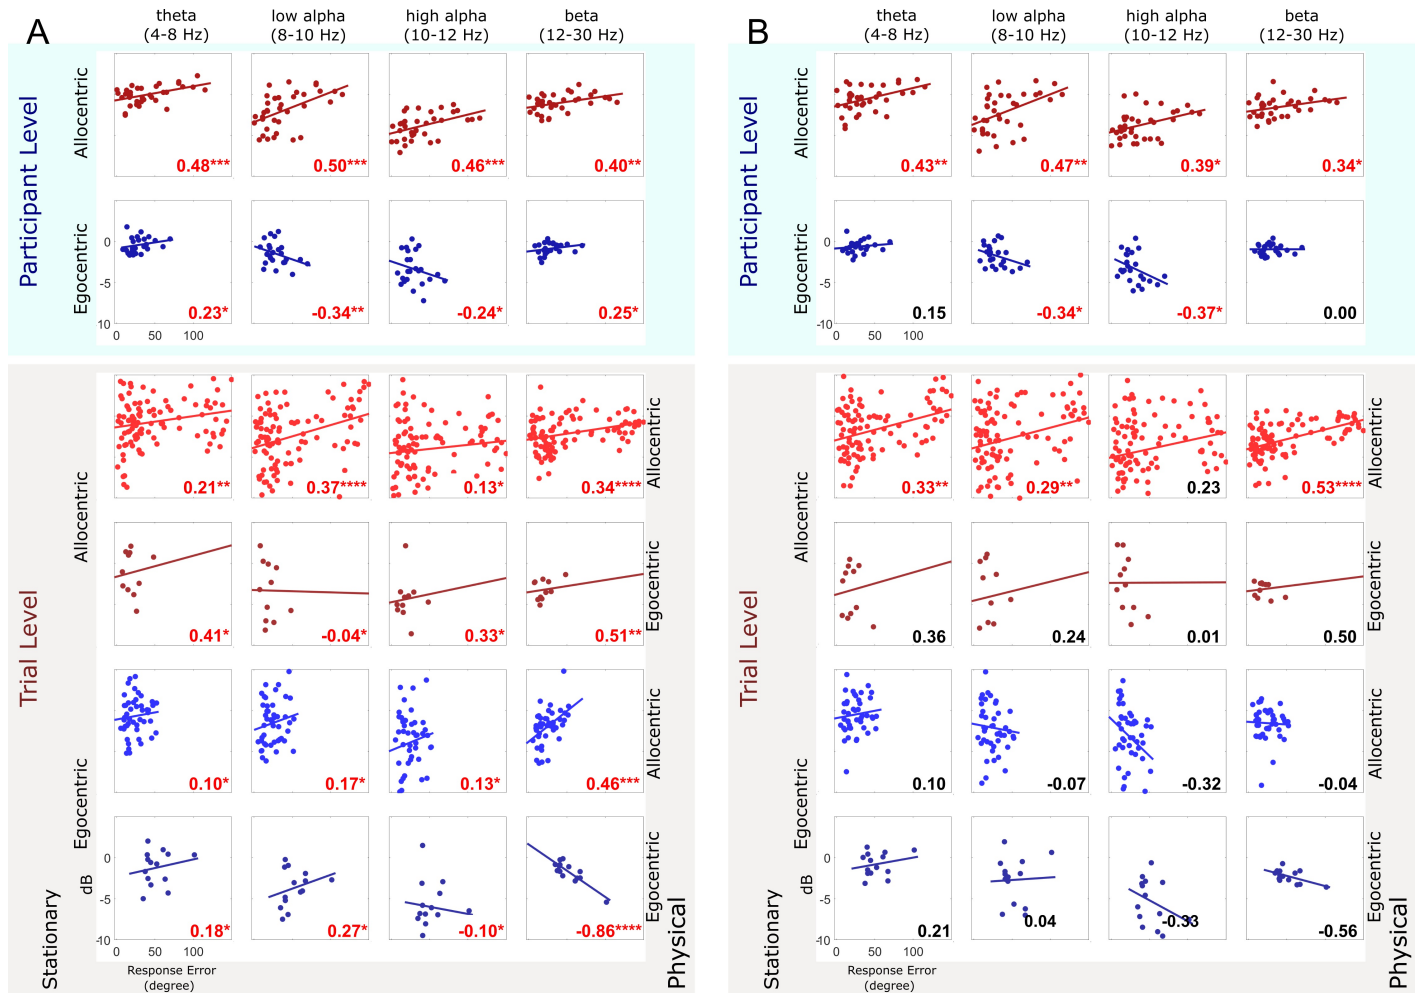 A
theta
(4-8 Hz)
low alpha
(8-10 Hz)
high alpha
(10-12 Hz)
beta
(12-30 Hz)
Participant Level
Allocentric
0.48***
0.50***
0.46***
0.40**
Egocentric
0
-5
10
0.23*
-0.34**
-0.24*
0.25*
0 50 100
Trial Level
Allocentric
Allocentric
0.21**
0.37****
0.13*
0.34****
Egocentric
0.41*
-0.04*
0.33*
0.51**
Egocentric
Allocentric
0.10*
0.17*
0.13*
0.46***
Egocentric
dB
0
-5
-10
0.18*
0.27*
-0.10*
-0.86****
0 100
Response Error
(degree)
Stationary
Physical
B
theta
(4-8 Hz)
low alpha
(8-10 Hz)
high alpha
(10-12 Hz)
beta
(12-30 Hz)
Participant Level
Allocentric
0.43**
0.47**
0.39*
0.34*
Egocentric
0
-5
-10
0.15
-0.34*
-0.37*
0.00
0 50 100
Trial Level
Allocentric
Allocentric
0.33**
0.29**
0.23
0.53****
Egocentric
0.36
0.24
0.01
0.50
Egocentric
Allocentric
0.10
-0.07
-0.32
-0.04
Egocentric
dB
0
-5
-10
0.21
0.04
-0.33
-0.56
0 100
Response Error
(degree)
Stationary
Physical